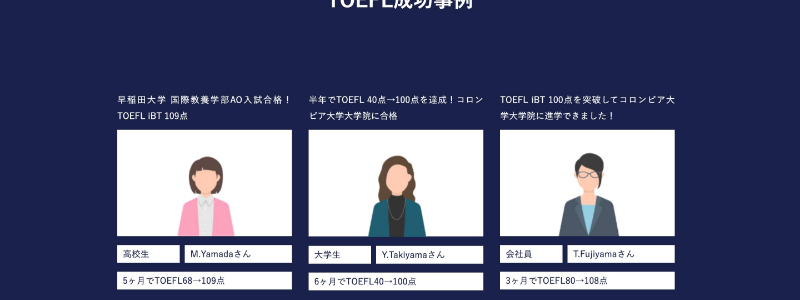 TOEFL成功事例
早稲田大学 国際教養学部AO入試合格！
TOEFL iBT 109点
半年でTOEFL 40点→100点を達成！コロン
ビア大学大学院に合格
TOEFL iBT 100点を突破してコロンビア大
学大学院に進学できました！
高校生
M.Yamadaさん
5ヶ月でTOEFL68→109点
大学生
Y.Takiyamaさん
6ヶ月でTOEFL40→100点
会社員
T.Fujiyamaさん
3ヶ月でTOEFL80→108点